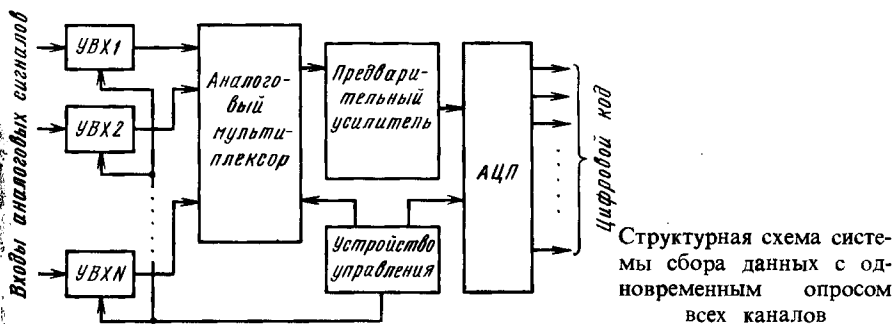 Входы аналоговых сигналов
УВХ1
УВХ2
УВХN
Аналого-
вый
мульти-
плексор
Предвари-
тельный
усилитель
Устройство
управления
АЦП
Цифровой код
Структурная схема систе-
мы сбора данных с од-
новременным опросом
всех каналов